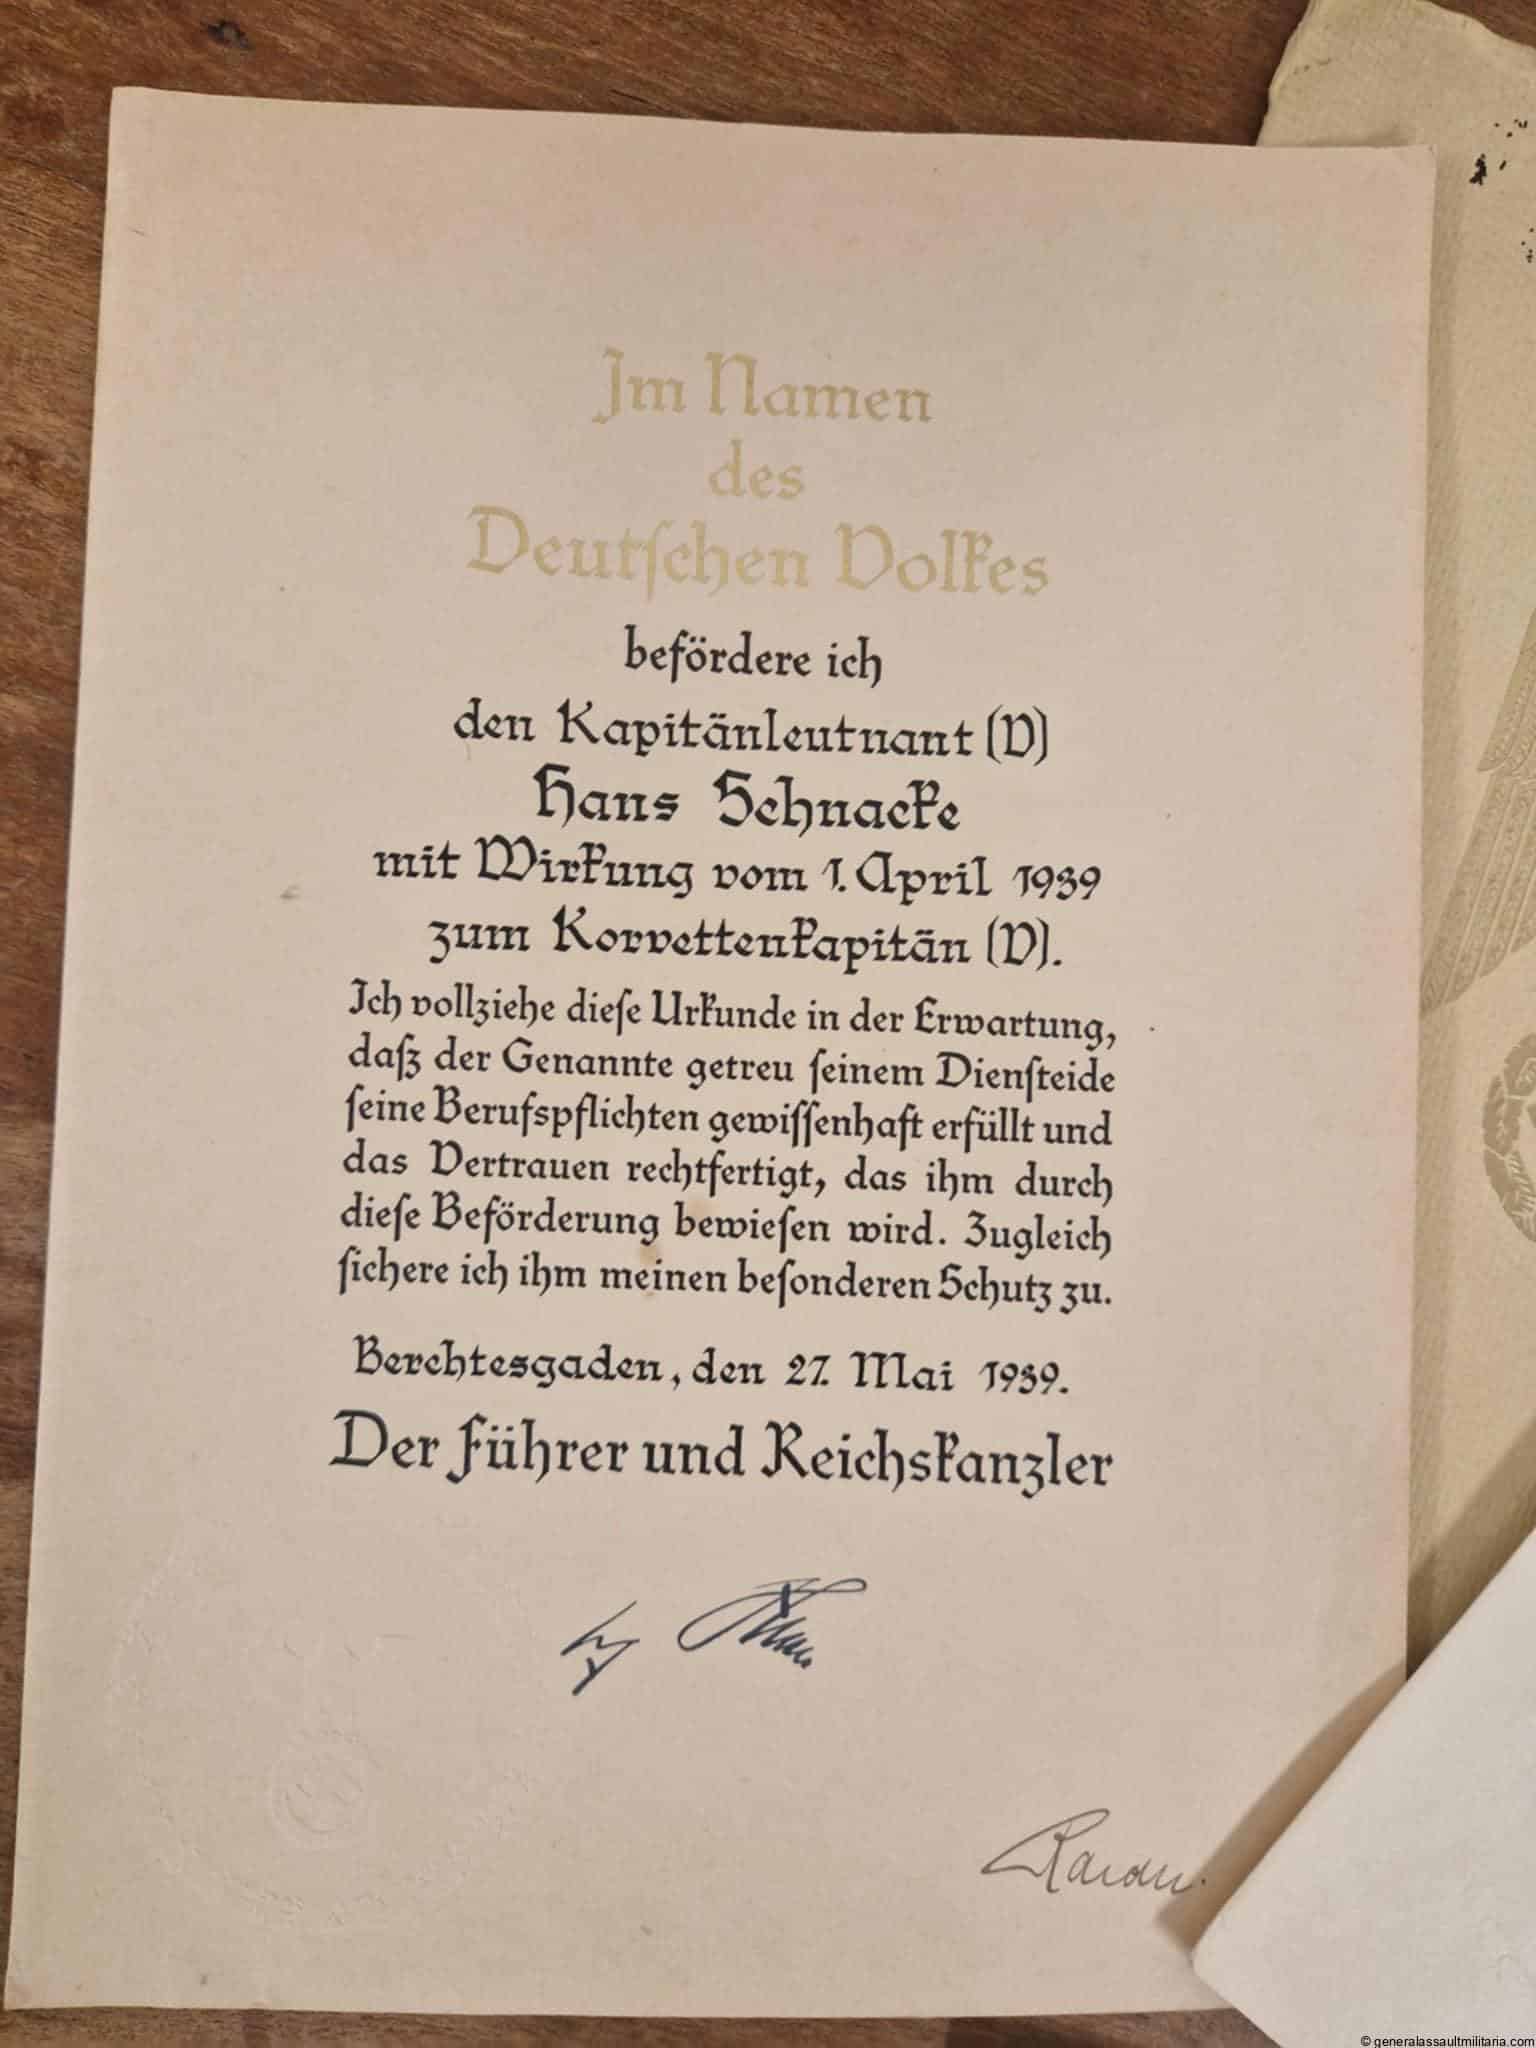 Im Namen
des
Deutschen Volkes
befördere ich
den Kapitänleutnant (V)
Hans Schnacke
mit Wirkung vom 1. April 1939
zum Korvettenkapitän (V).
Ich vollziehe diese Urkunde in der Erwartung,
daß der Genannte getreu seinem Diensteide
seine Berufspflichten gewissenhaft erfüllt und
das Vertrauen rechtfertigt, das ihm durch
diese Beförderung bewiesen wird. Zugleich
sichere ich ihm meinen besonderen Schutz zu.
Berchtesgaden, den 27. Mai 1939.
Der Führer und Reichskanzler
Raeder.
© generalassaultmilitaria.com